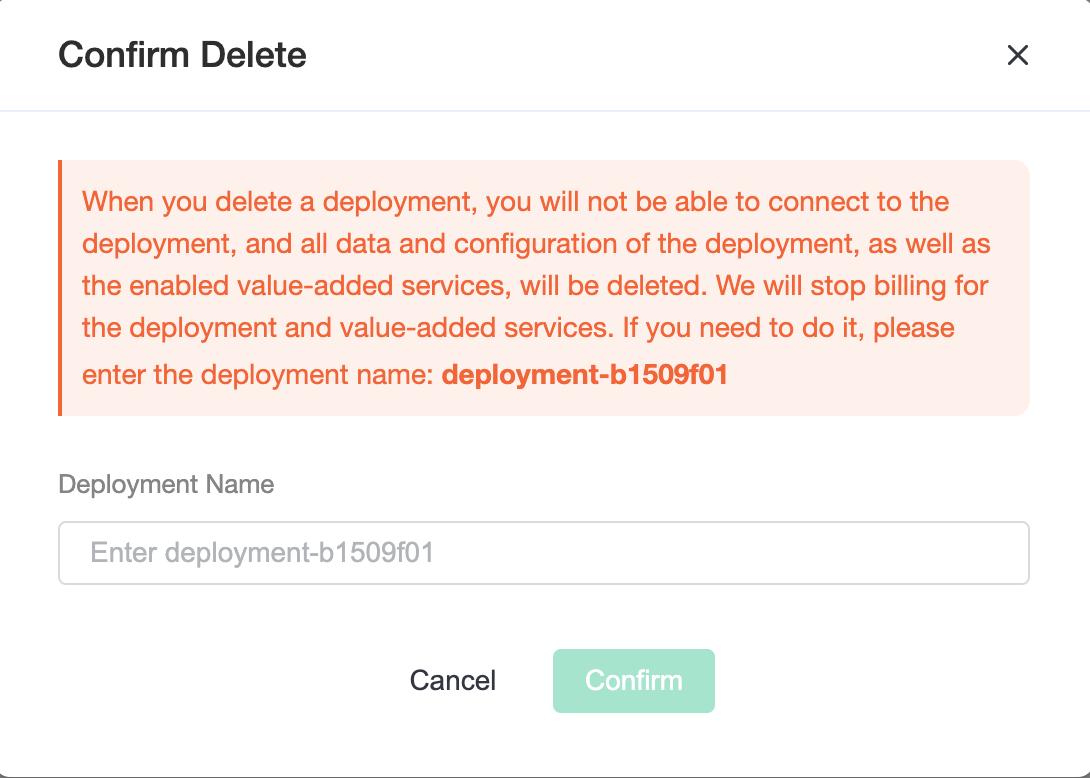 Confirm Delete
When you delete a deployment, you will not be able to connect to the
deployment, and all data and configuration of the deployment, as well as
the enabled value-added services, will be deleted. We will stop billing for
the deployment and value-added services. If you need to do it, please
enter the deployment name: deployment-b1509f01
Deployment Name
Enter deployment-b1509f01
Cancel
Confirm